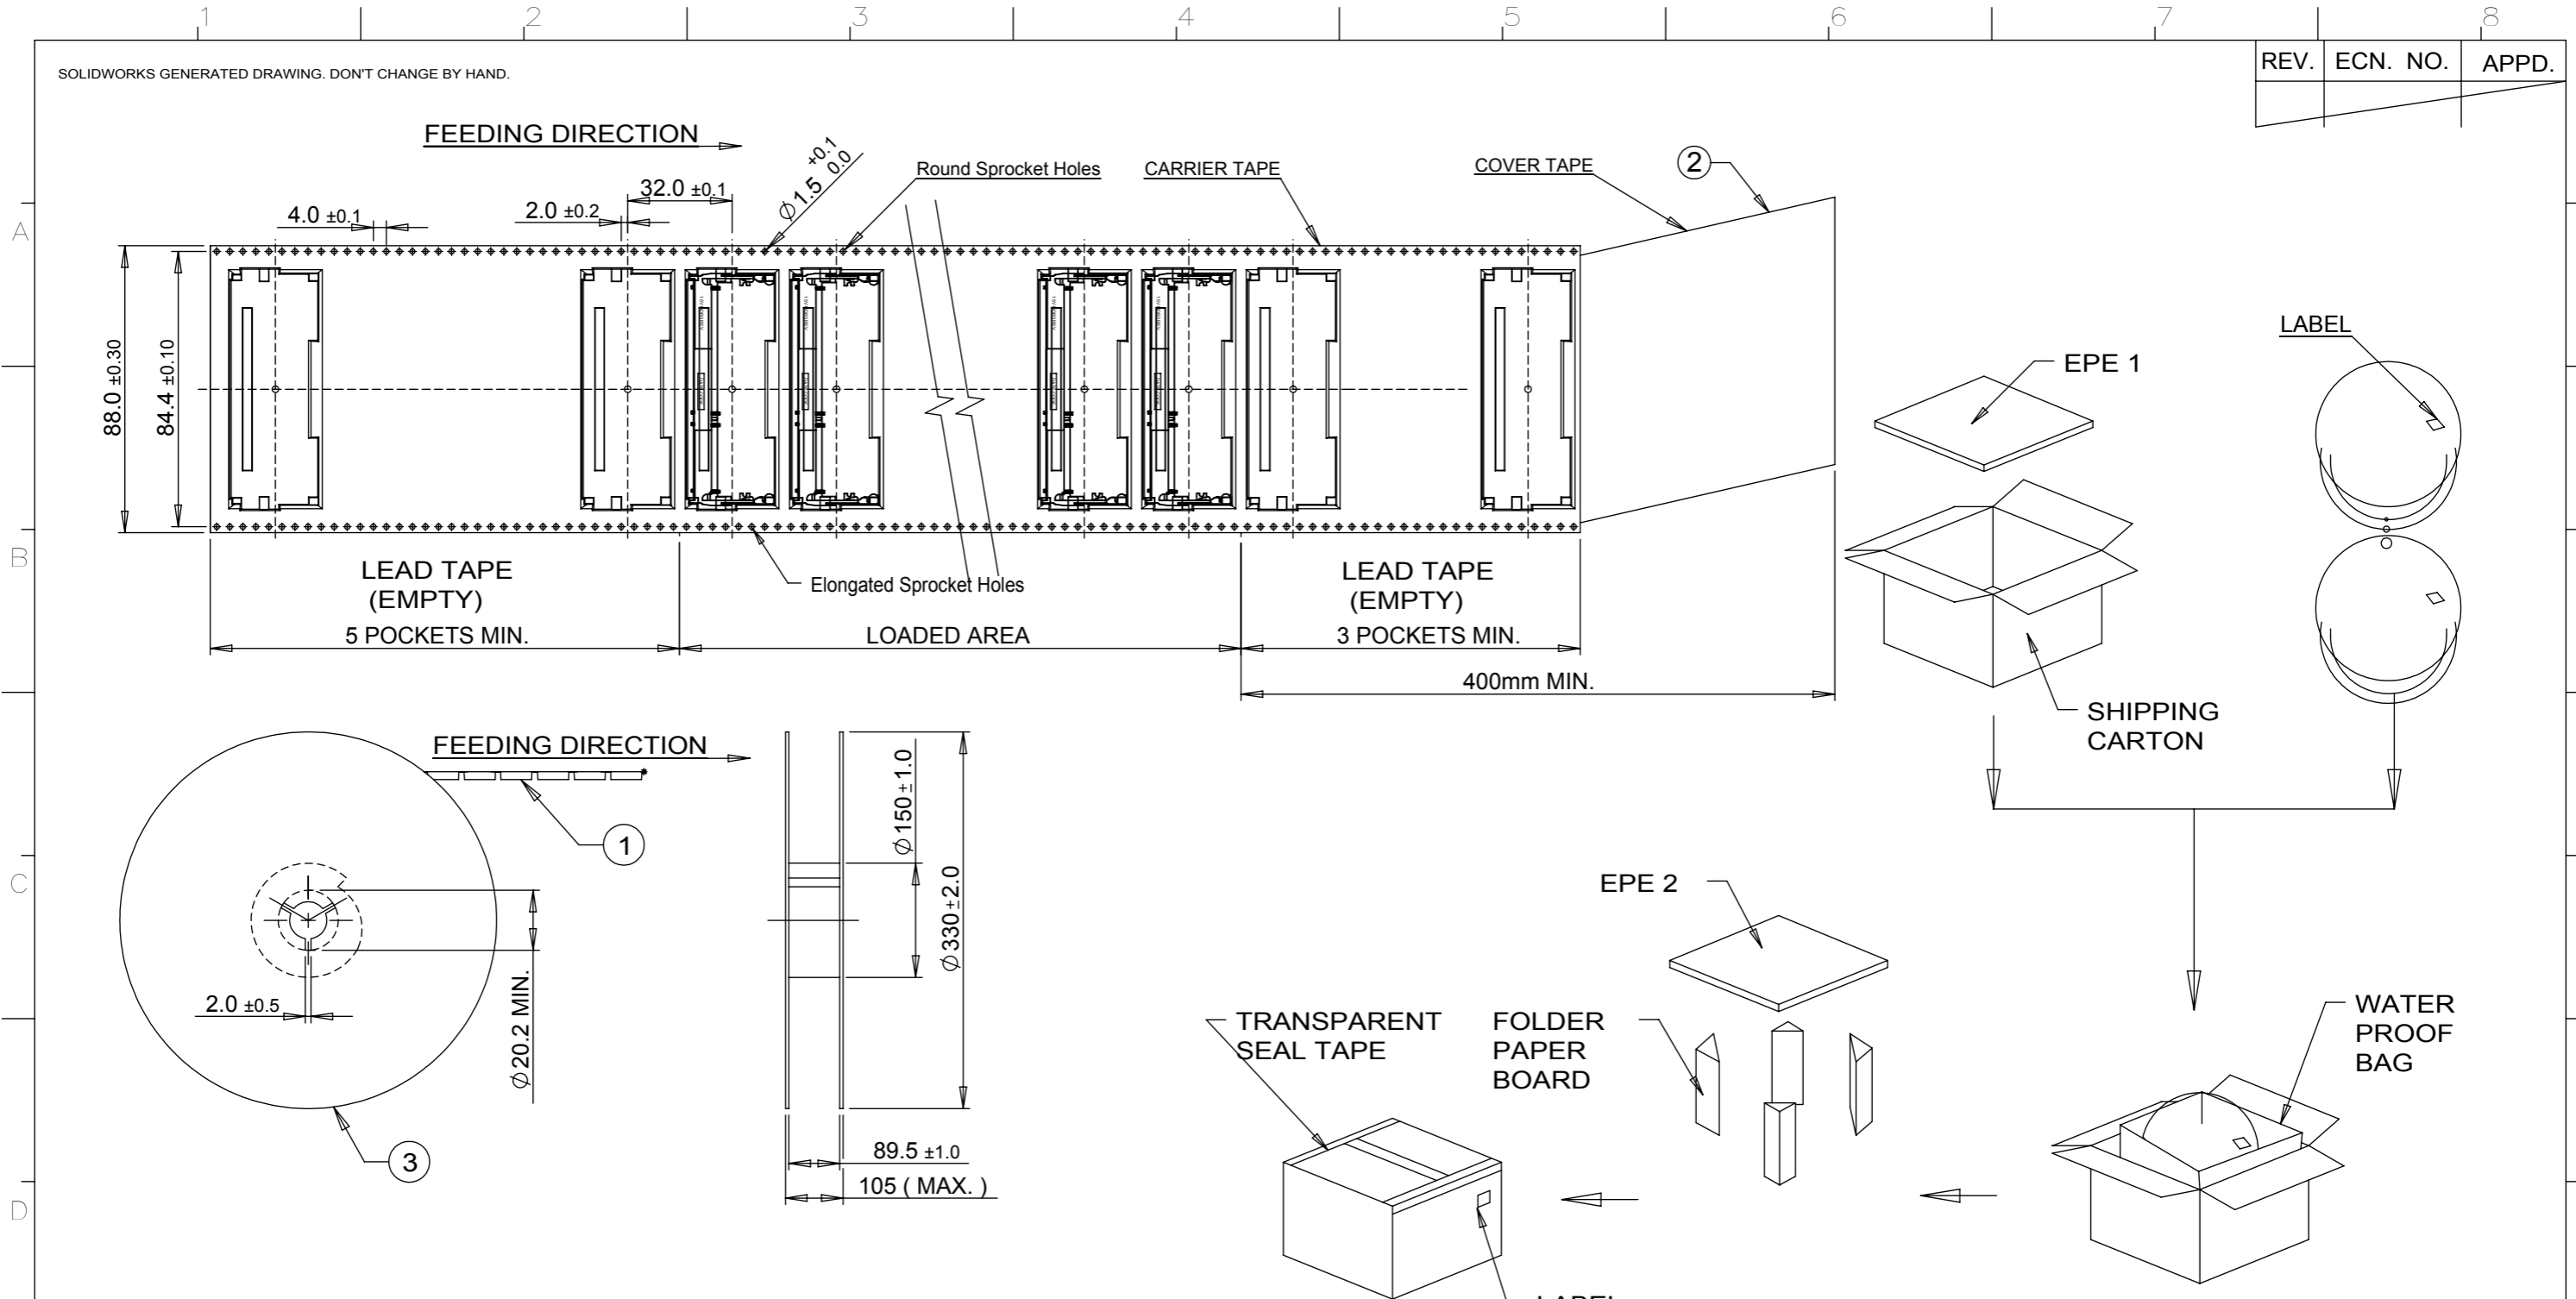 1 2 3 4 5 6 7 8
SOLIDWORKS GENERATED DRAWING. DON'T CHANGE BY HAND.
REV. ECN. NO. APPD.
FEEDING DIRECTION
A
4.0 ±0.1
2.0 ±0.2
32.0 ±0.1
∅1.5 +0.1 0.0
Round Sprocket Holes
CARRIER TAPE
COVER TAPE
2
88.0 ±0.30
84.4 ±0.10
EPE 1
LABEL
B
LEAD TAPE
(EMPTY)
5 POCKETS MIN.
Elongated Sprocket Holes
LOADED AREA
LEAD TAPE
(EMPTY)
3 POCKETS MIN.
400mm MIN.
SHIPPING
CARTON
FEEDING DIRECTION
1
C
∅150±1.0
∅330±2.0
2.0 ±0.5
∅20.2 MIN.
3
89.5 ±1.0
105 ( MAX. )
EPE 2
TRANSPARENT
SEAL TAPE
FOLDER
PAPER
BOARD
WATER
PROOF
BAG
D
LABEL